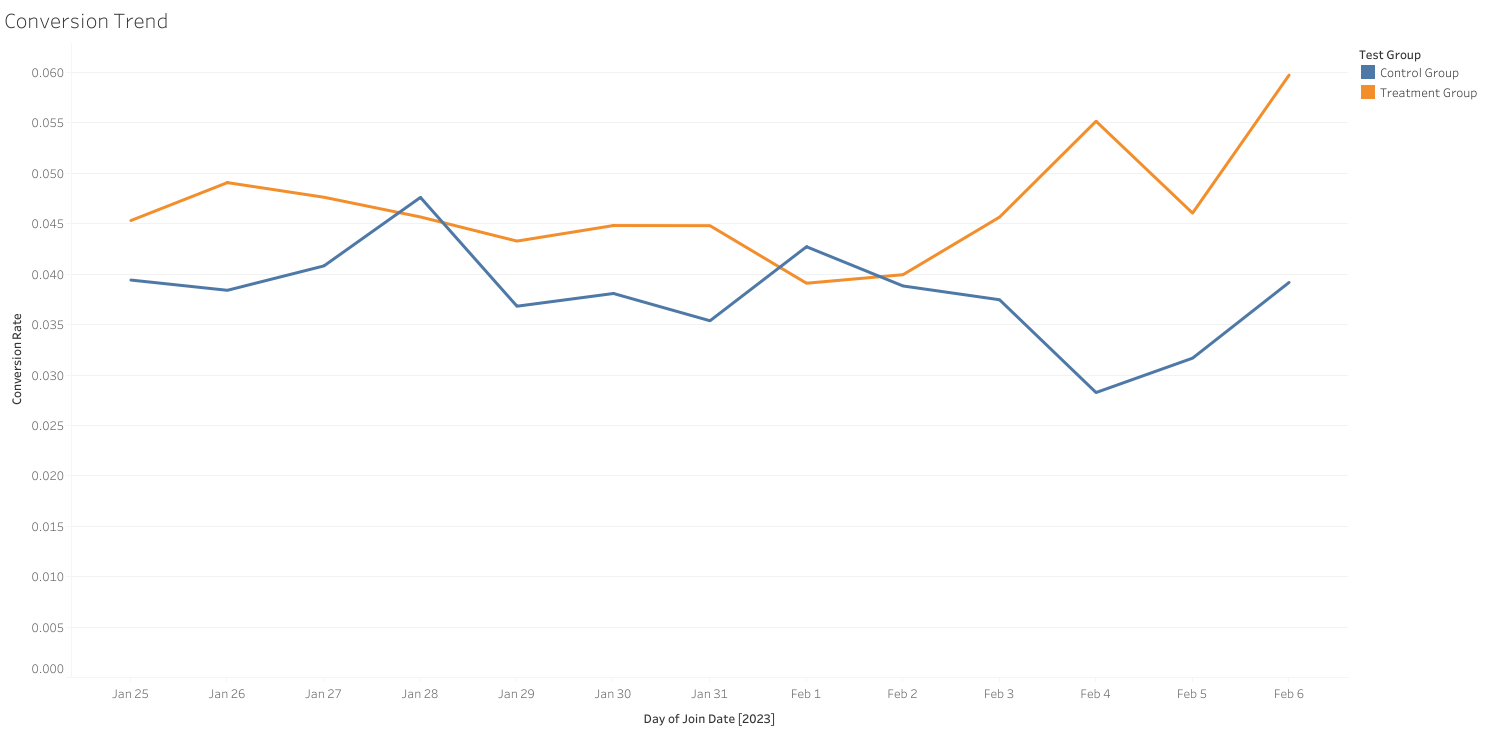 Conversion Trend
Test Group
Control Group
Treatment Group
Conversion Rate
0.060
0.055
0.050
0.045
0.040
0.035
0.030
0.025
0.020
0.015
0.010
0.005
0.000
Jan 25 Jan 26 Jan 27 Jan 28 Jan 29 Jan 30 Jan 31 Feb 1 Feb 2 Feb 3 Feb 4 Feb 5 Feb 6
Day of Join Date [2023]